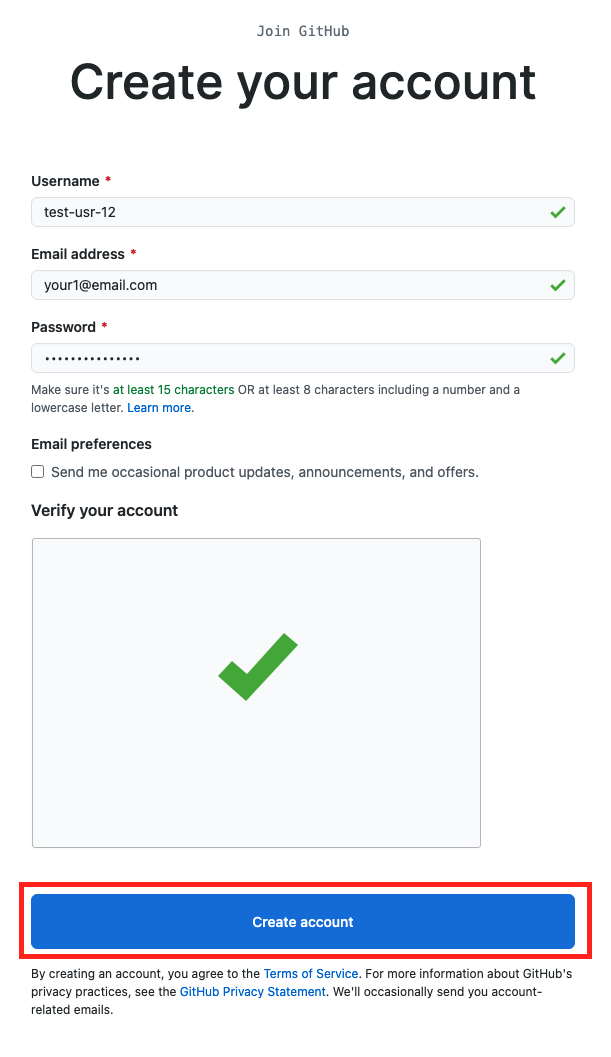 Join GitHub
Create your account
Username *
test-usr-12
Email address *
your1@email.com
Password *
•••••••••••••••
Make sure it's at least 15 characters OR at least 8 characters including a number and a
lowercase letter. Learn more.
Email preferences
Send me occasional product updates, announcements, and offers.
Verify your account
Create account
By creating an account, you agree to the Terms of Service. For more information about GitHub's
privacy practices, see the GitHub Privacy Statement. We'll occasionally send you account-
related emails.